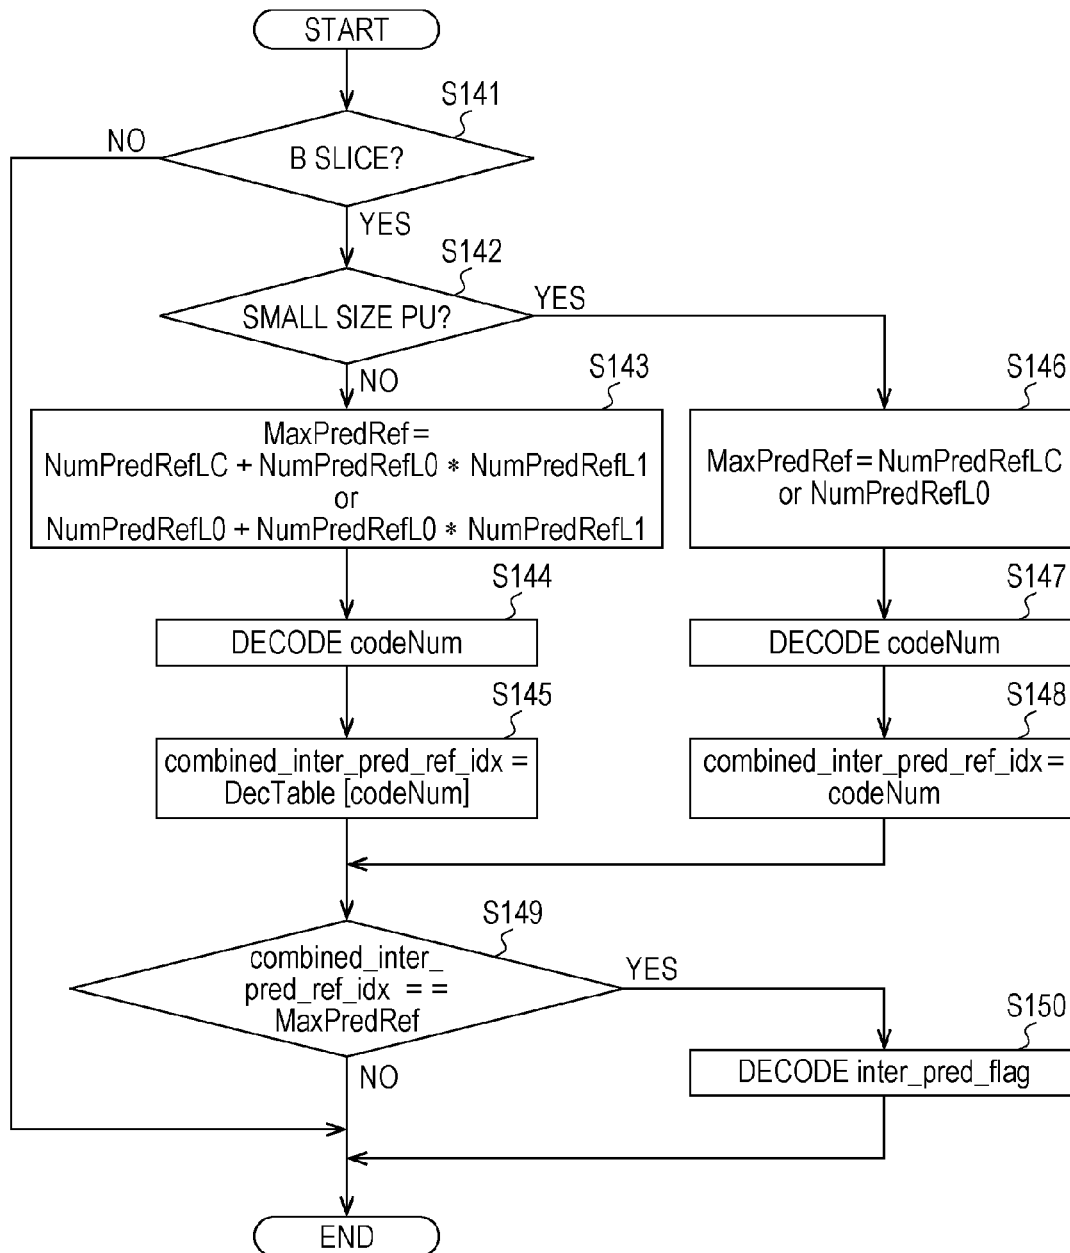 START
S141
NO
B SLICE?
YES
S142
SMALL SIZE PU?
YES
NO
S143
MaxPredRef =
NumPredRefLC + NumPredRefL0 * NumPredRefL1
or
NumPredRefL0 + NumPredRefL0 * NumPredRefL1
S146
MaxPredRef = NumPredRefLC
or NumPredRefL0
S144
DECODE codeNum
S147
DECODE codeNum
S145
combined_inter_pred_ref_idx =
DecTable [codeNum]
S148
combined_inter_pred_ref_idx =
codeNum
S149
combined_inter_
pred_ref_idx = =
MaxPredRef
YES
NO
S150
DECODE inter_pred_flag
END